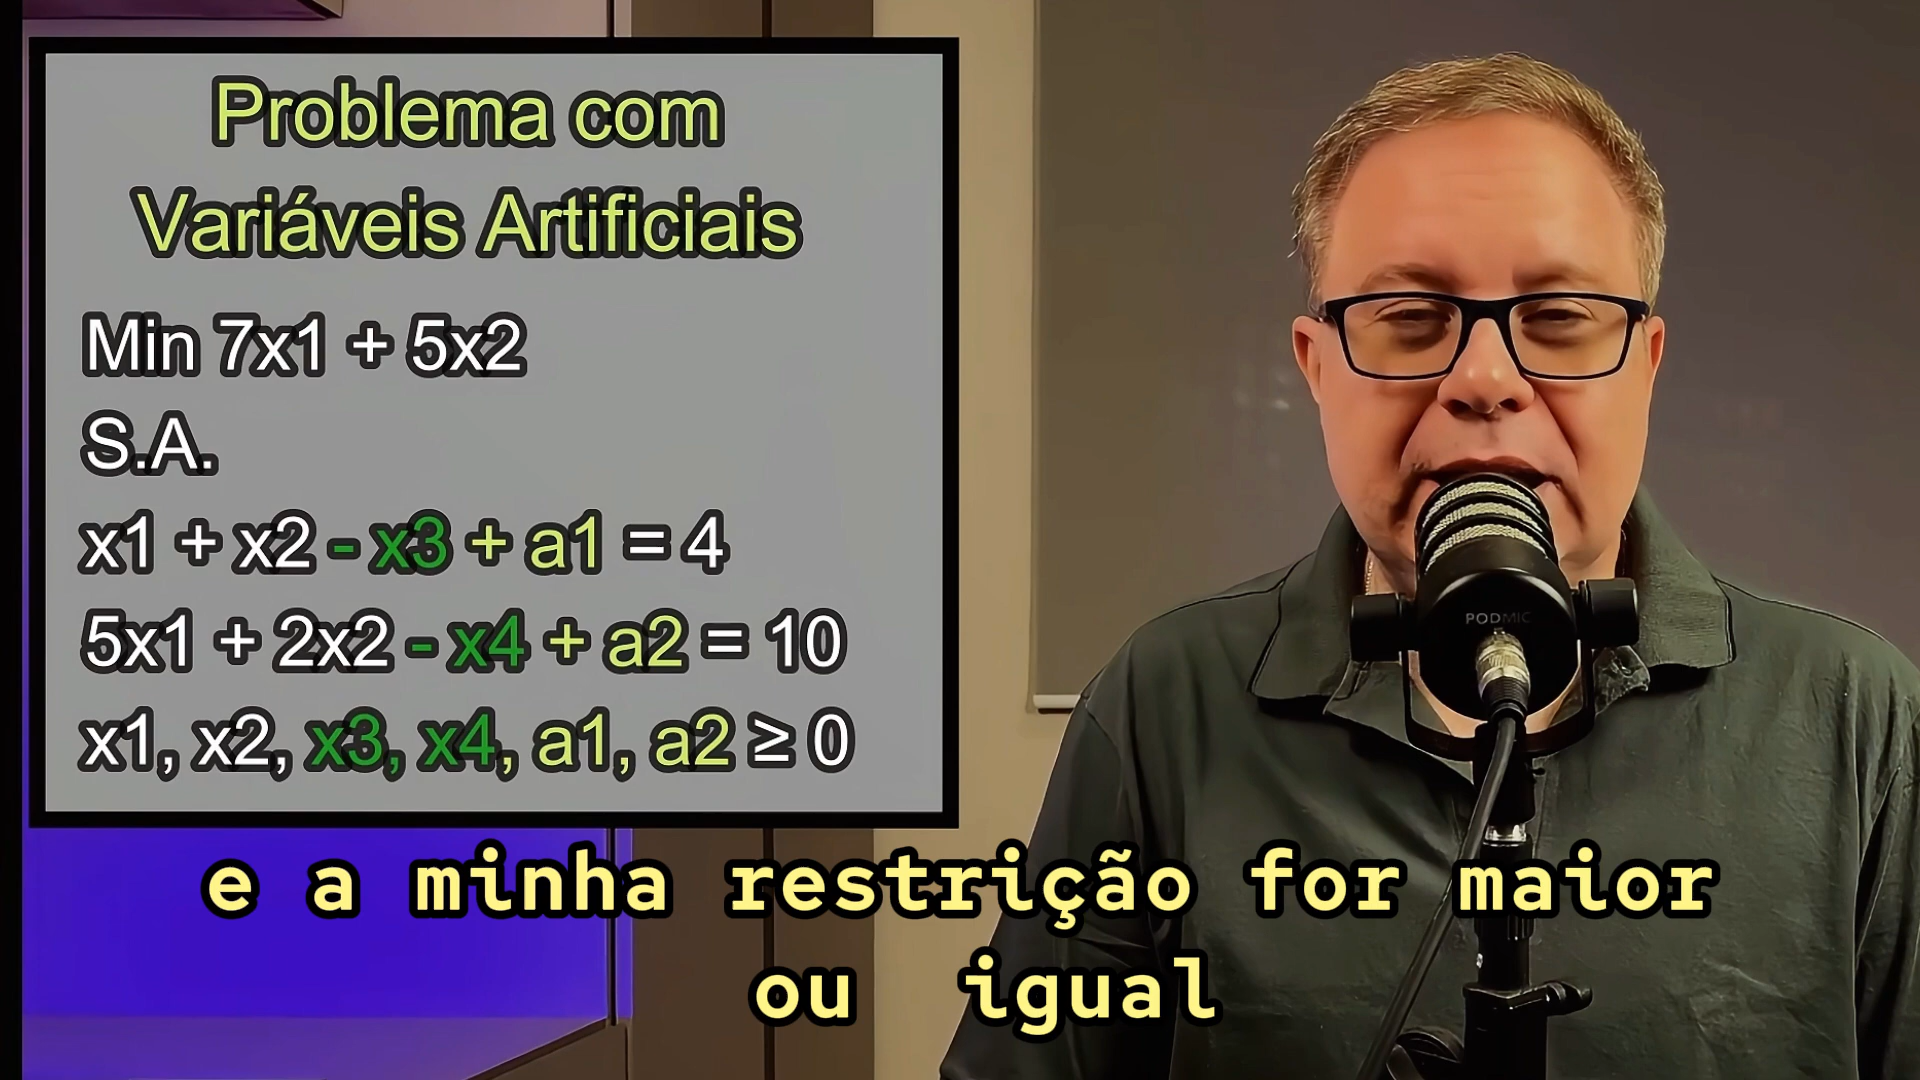 Problema com
Variáveis Artificiais
Min 7x1 + 5x2
S.A.
x1 + x2 - x3 + a1 = 4
5x1 + 2x2 - x4 + a2 = 10
x1, x2, x3, x4, a1, a2 ≥ 0
PODMIC
e a minha restrição for maior
ou igual